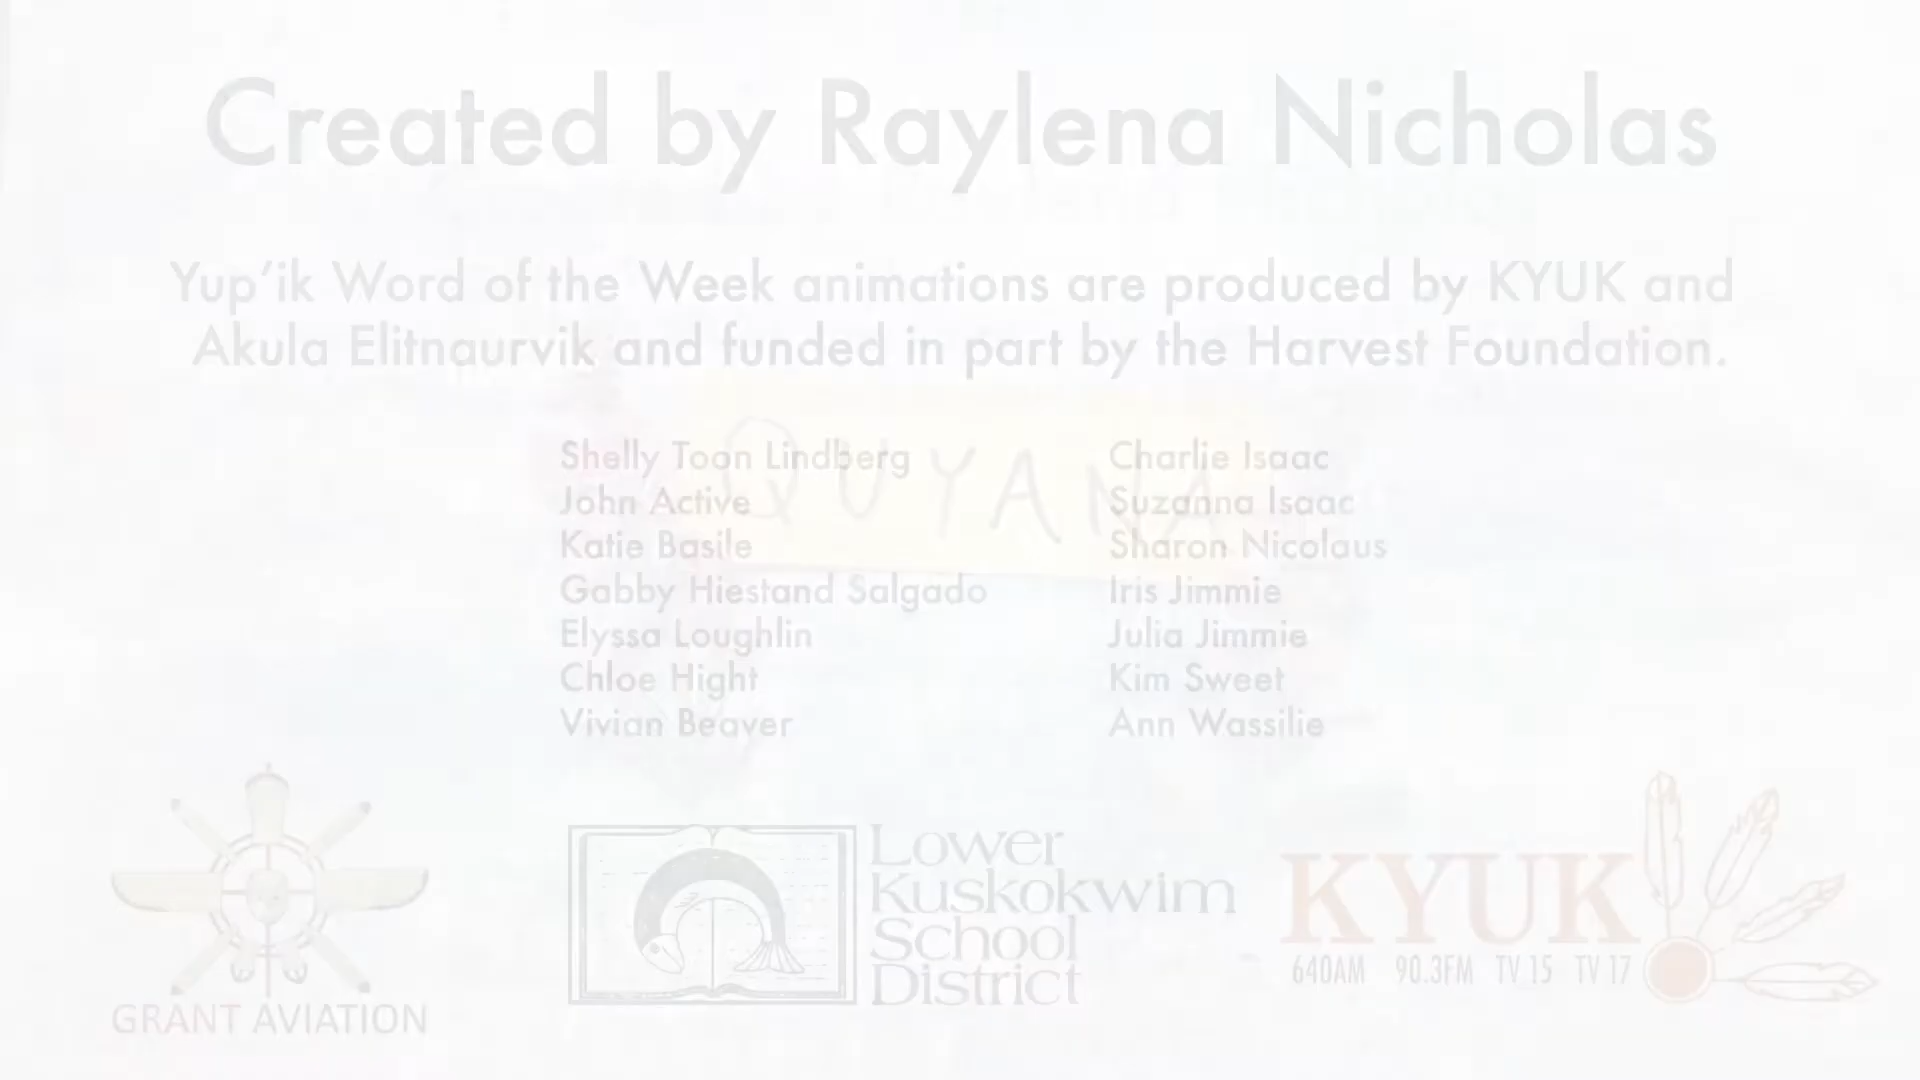 Created by Raylena Nicholas
Yup'ik Word of the Week animations are produced by KYUK and
Akula Elitnaurvik and funded in part by the Harvest Foundation.
QUYANA
Shelly Toon Lindberg
John Active
Katie Basile
Gabby Hiestand Salgado
Elyssa Loughlin
Chloe Hight
Vivian Beaver
Charlie Isaac
Suzanna Isaac
Sharon Nicolaus
Iris Jimmie
Julia Jimmie
Kim Sweet
Ann Wassilie
GRANT AVIATION
Lower
Kuskokwim
School
District
KYUK
640AM 90.3FM TV 15 TV 17